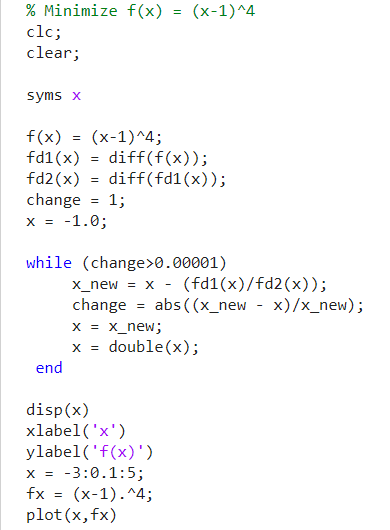 % Minimize f(x) = (x-1)^4
clc;
clear;
syms x
f(x) = (x-1)^4;
fd1(x) = diff(f(x));
fd2(x) = diff(fd1(x));
change = 1;
x = -1.0;
while (change>0.00001)
x_new = x - (fd1(x)/fd2(x));
change = abs((x_new - x)/x_new);
x = x_new;
x = double(x);
end
disp(x)
xlabel('x')
ylabel('f(x)')
x = -3:0.1:5;
fx = (x-1).^4;
plot(x,fx)